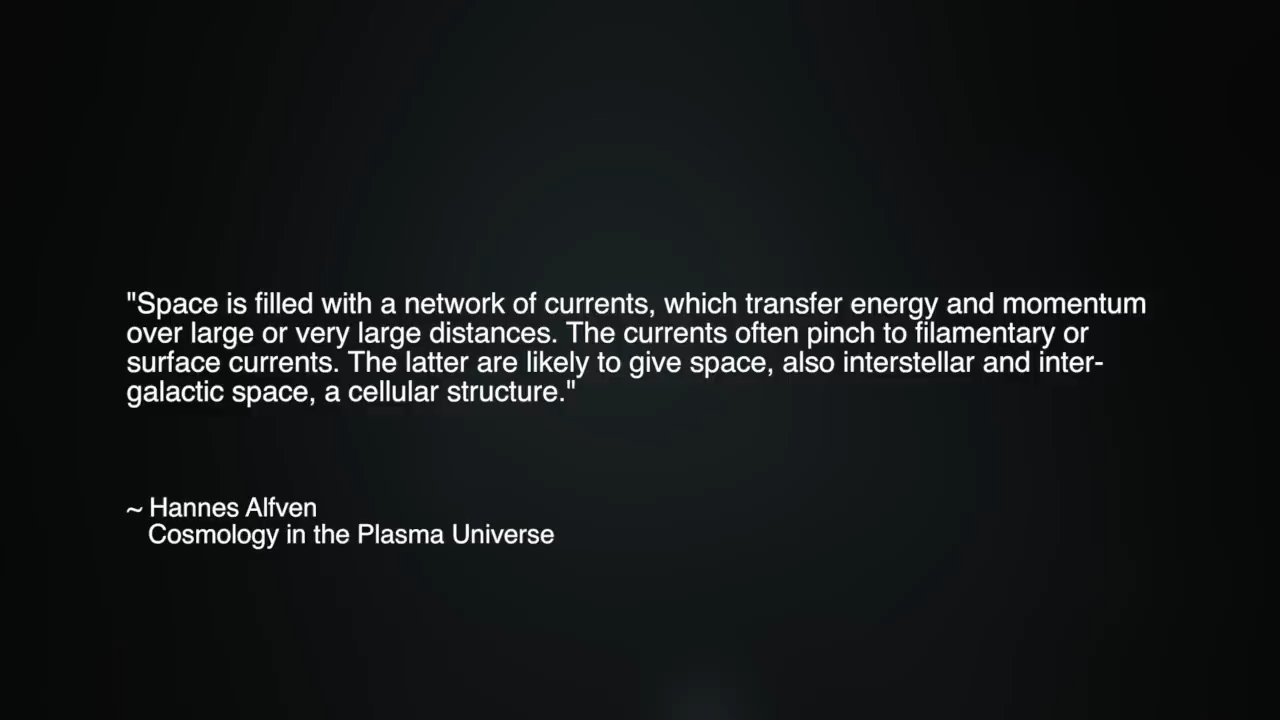 "Space is filled with a network of currents, which transfer energy and momentum
over large or very large distances. The currents often pinch to filamentary or
surface currents. The latter are likely to give space, also interstellar and inter-
galactic space, a cellular structure."
~ Hannes Alfven
Cosmology in the Plasma Universe